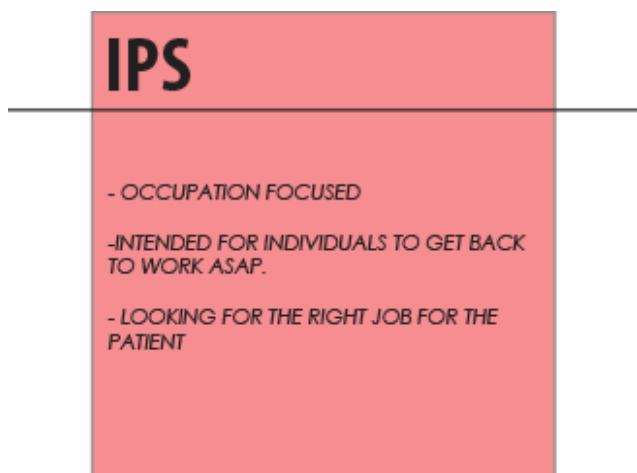 IPS
- OCCUPATION FOCUSED
-INTENDED FOR INDIVIDUALS TO GET BACK
TO WORK ASAP.
- LOOKING FOR THE RIGHT JOB FOR THE
PATIENT